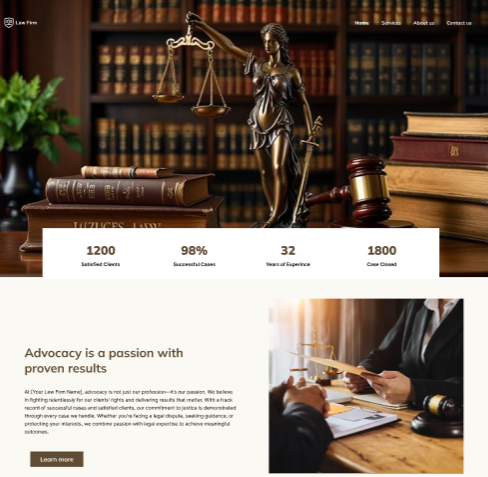 Law Firm
Home Services About us Contact us
1200 98% 32 1800
Satisfied Clients Successful Cases Years of Experince Case Closed
Advocacy is a passion with
proven results
At [Your Law Firm Name], advocacy is not just our profession—it's our passion. We believe
in fighting relentlessly for our clients' rights and delivering results that matter. With a track
record of successful cases and satisfied clients, our commitment to justice is demonstrated
through every case we handle. Whether you're facing a legal dispute, seeking guidance, or
protecting your interests, we combine passion with legal expertise to achieve meaningful
outcomes.
Learn more